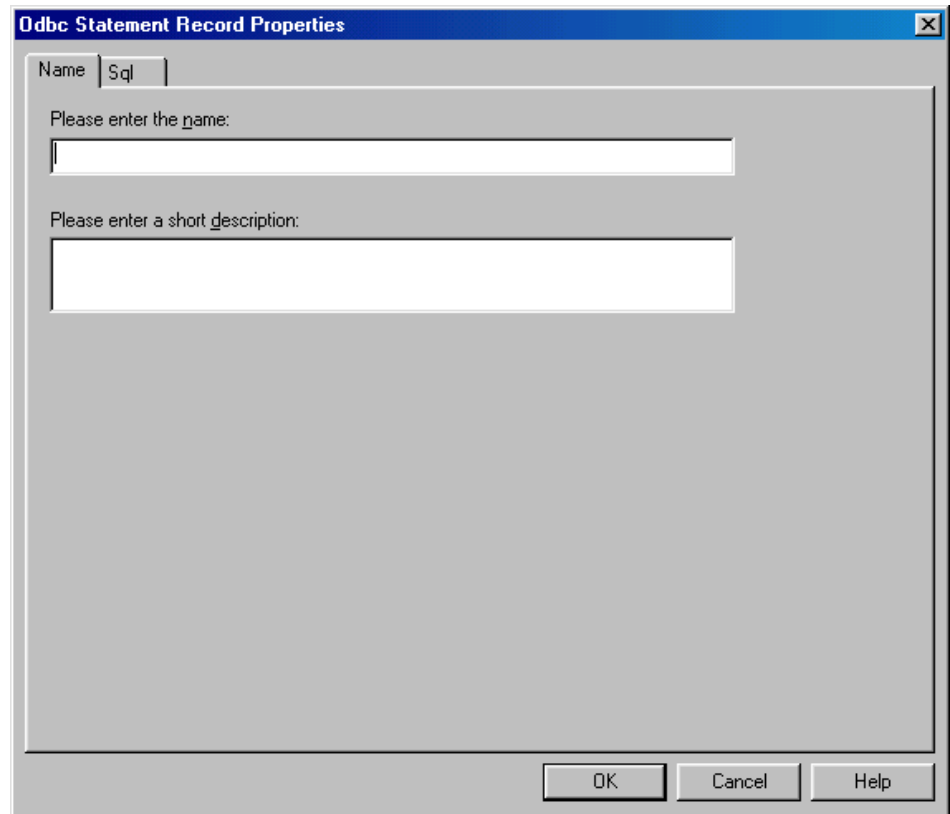 Odbc Statement Record Properties
Name Sql
Please enter the name:
Please enter a short description:
OK Cancel Help